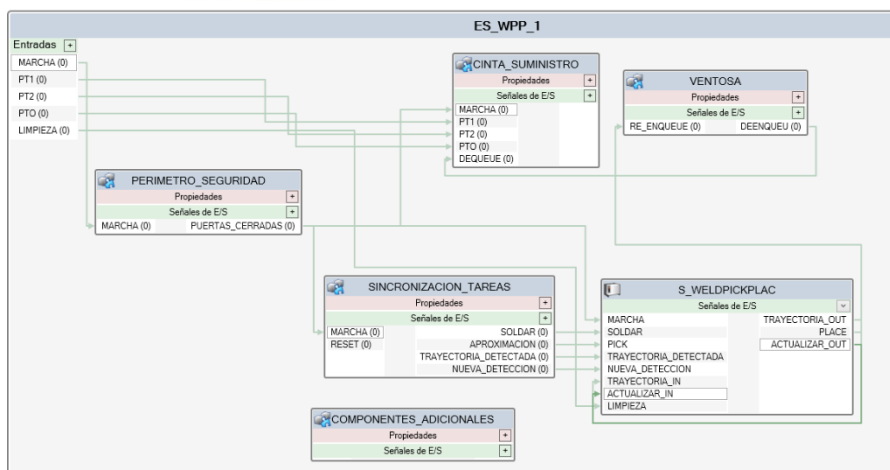 ES_WPP_1
Entradas +
MARCHA (0)
PT1 (0)
PT2 (0)
PTO (0)
LIMPIEZA (0)
CINTA_SUMINISTRO
Propiedades +
Señales de E/S +
MARCHA (0)
PT1 (0)
PT2 (0)
PTO (0)
DEQUEUE (0)
VENTOSA
Propiedades +
Señales de E/S +
RE_ENQUEUE (0) DEENQUEU (0)
PERIMETRO_SEGURIDAD
Propiedades +
Señales de E/S +
MARCHA (0) PUERTAS_CERRADAS (0)
SINCRONIZACION_TAREAS
Propiedades +
Señales de E/S +
MARCHA (0) SOLDAR (0)
RESET (0) APROXIMACION (0)
TRAYECTORIA_DETECTADA (0)
NUEVA_DETECCION (0)
S_WELDPICKPLAC
Señales de E/S
MARCHA TRAYECTORIA_OUT
SOLDAR PLACE
PICK ACTUALIZAR_OUT
TRAYECTORIA_DETECTADA
NUEVA_DETECCION
TRAYECTORIA_IN
ACTUALIZAR_IN
LIMPIEZA
COMPONENTES_ADICIONALES
Propiedades +
Señales de E/S +